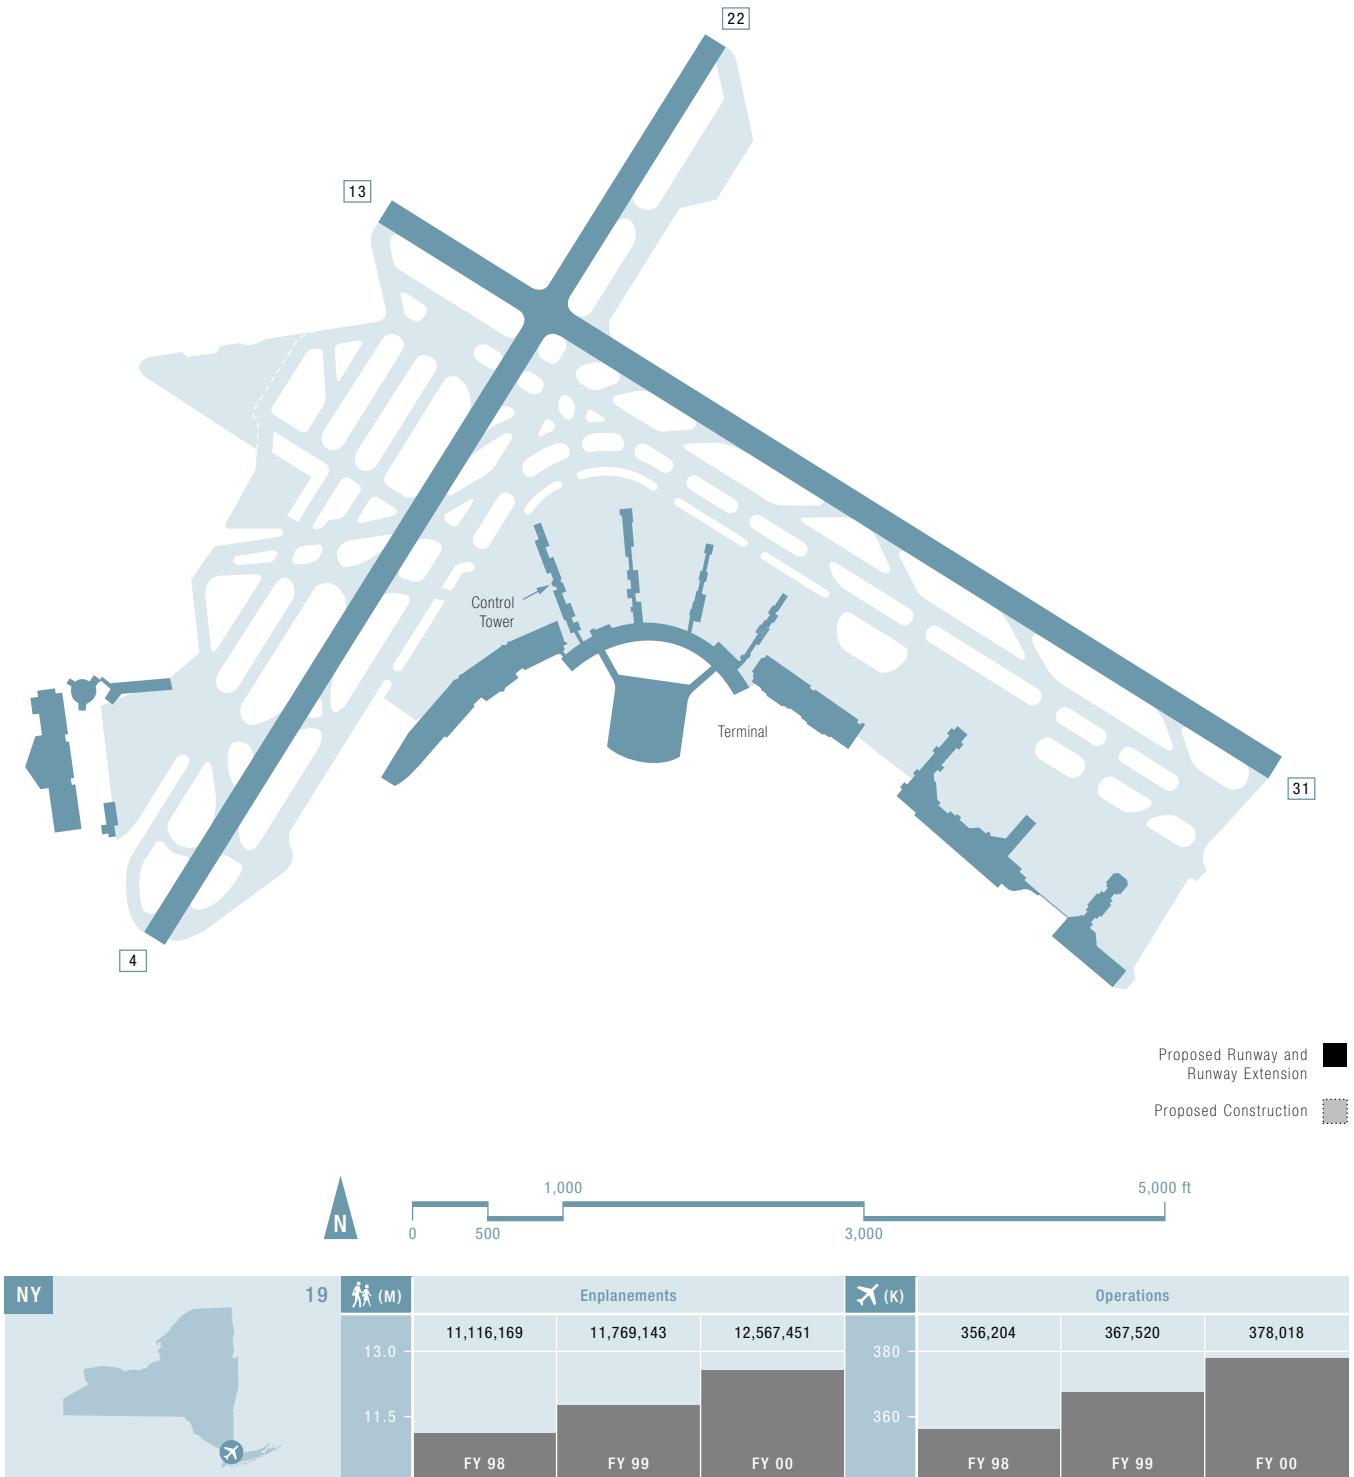 22
13
Control
Tower
Terminal
31
4
Proposed Runway and
Runway Extension
Proposed Construction
N
1,000
5,000 ft
0
500
3,000
NY
19
(M)
Enplanements
(K)
Operations
11,116,169
11,769,143
12,567,451
356,204
367,520
378,018
13.0
380
11.5
360
FY 98
FY 99
FY 00
FY 98
FY 99
FY 00